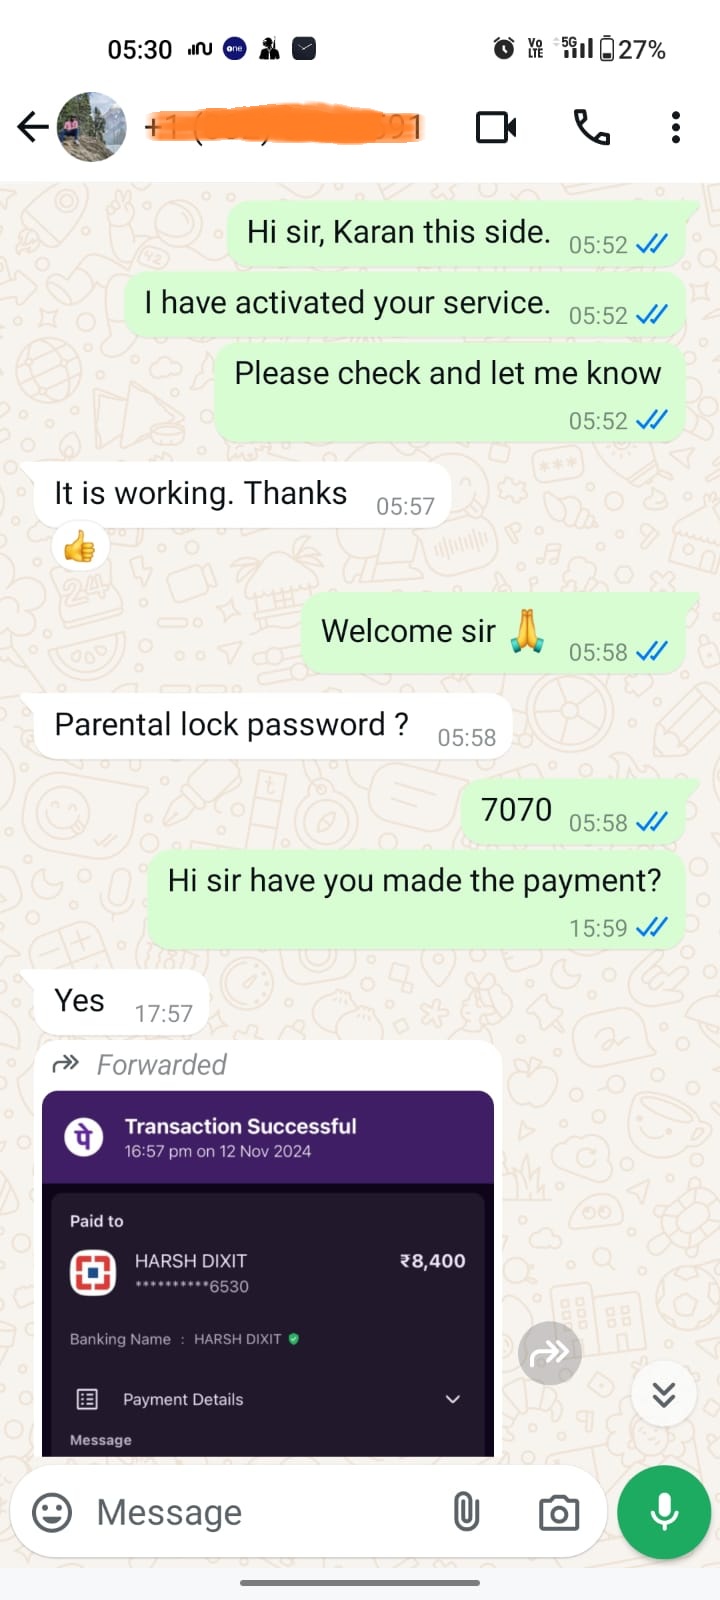 05:30 one Vo LTE 5G 27%
+1 ( 91
Hi sir, Karan this side. 05:52
I have activated your service. 05:52
Please check and let me know
05:52
It is working. Thanks 05:57
👍
Welcome sir 🙏 05:58
Parental lock password ? 05:58
7070 05:58
Hi sir have you made the payment?
15:59
Yes 17:57
Forwarded
पे
Transaction Successful
16:57 pm on 12 Nov 2024
Paid to
HARSH DIXIT ₹8,400
**********6530
Banking Name : HARSH DIXIT
Payment Details
Message
Message